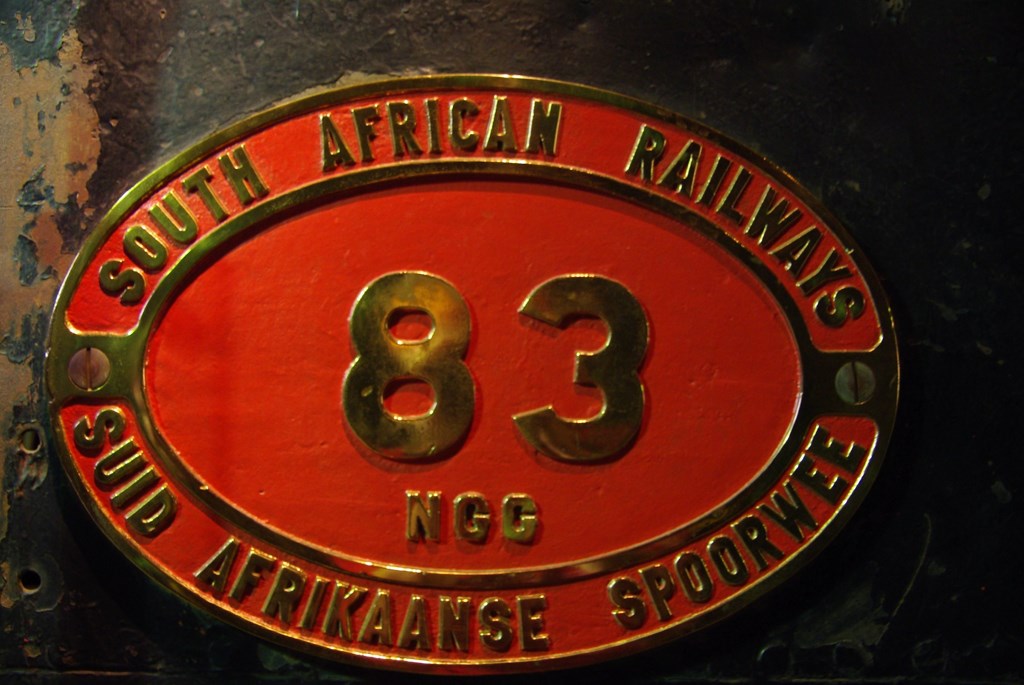 SOUTH AFRICAN RAILWAYS
83
NGG
SUID AFRIKAANSE SPOORWEE